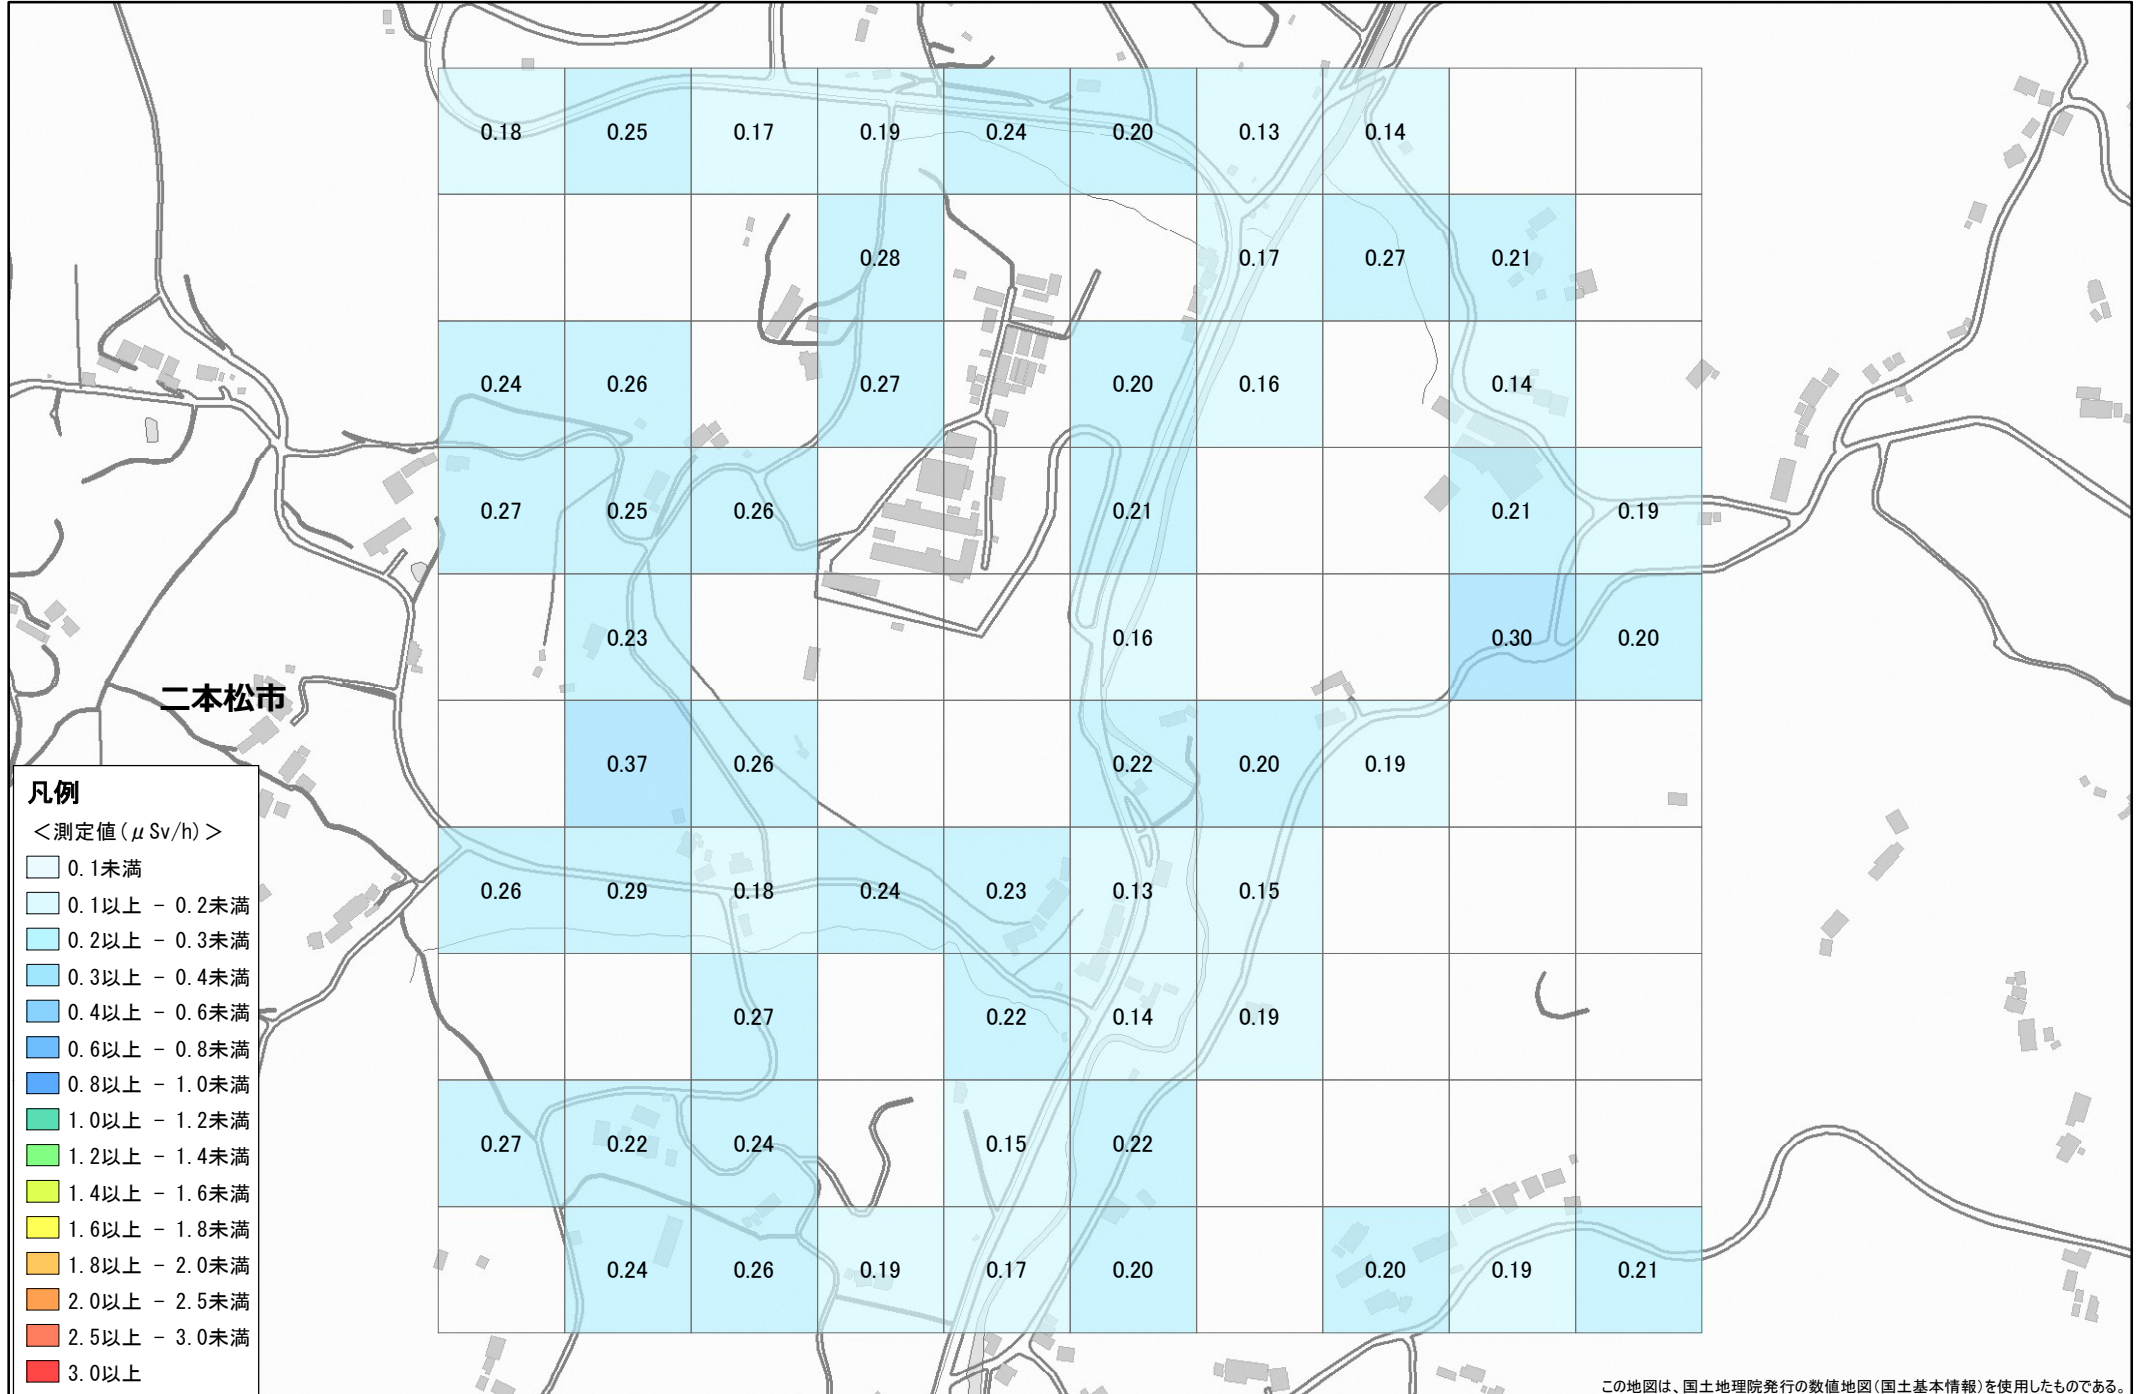 0.18 0.25 0.17 0.19 0.24 0.20 0.13 0.14
0.28 0.17 0.27 0.21
0.24 0.26 0.27 0.20 0.16 0.14
0.27 0.25 0.26 0.21 0.21 0.19
0.23 0.16 0.30 0.20
二本松市
0.37 0.26 0.22 0.20 0.19
0.26 0.29 0.18 0.24 0.23 0.13 0.15
0.27 0.22 0.14 0.19
0.27 0.22 0.24 0.15 0.22
0.24 0.26 0.19 0.17 0.20 0.20 0.19 0.21
凡例
＜測定値(μSv/h)＞
0.1未満
0.1以上 - 0.2未満
0.2以上 - 0.3未満
0.3以上 - 0.4未満
0.4以上 - 0.6未満
0.6以上 - 0.8未満
0.8以上 - 1.0未満
1.0以上 - 1.2未満
1.2以上 - 1.4未満
1.4以上 - 1.6未満
1.6以上 - 1.8未満
1.8以上 - 2.0未満
2.0以上 - 2.5未満
2.5以上 - 3.0未満
3.0以上
この地図は、国土地理院発行の数値地図(国土基本情報)を使用したものである。